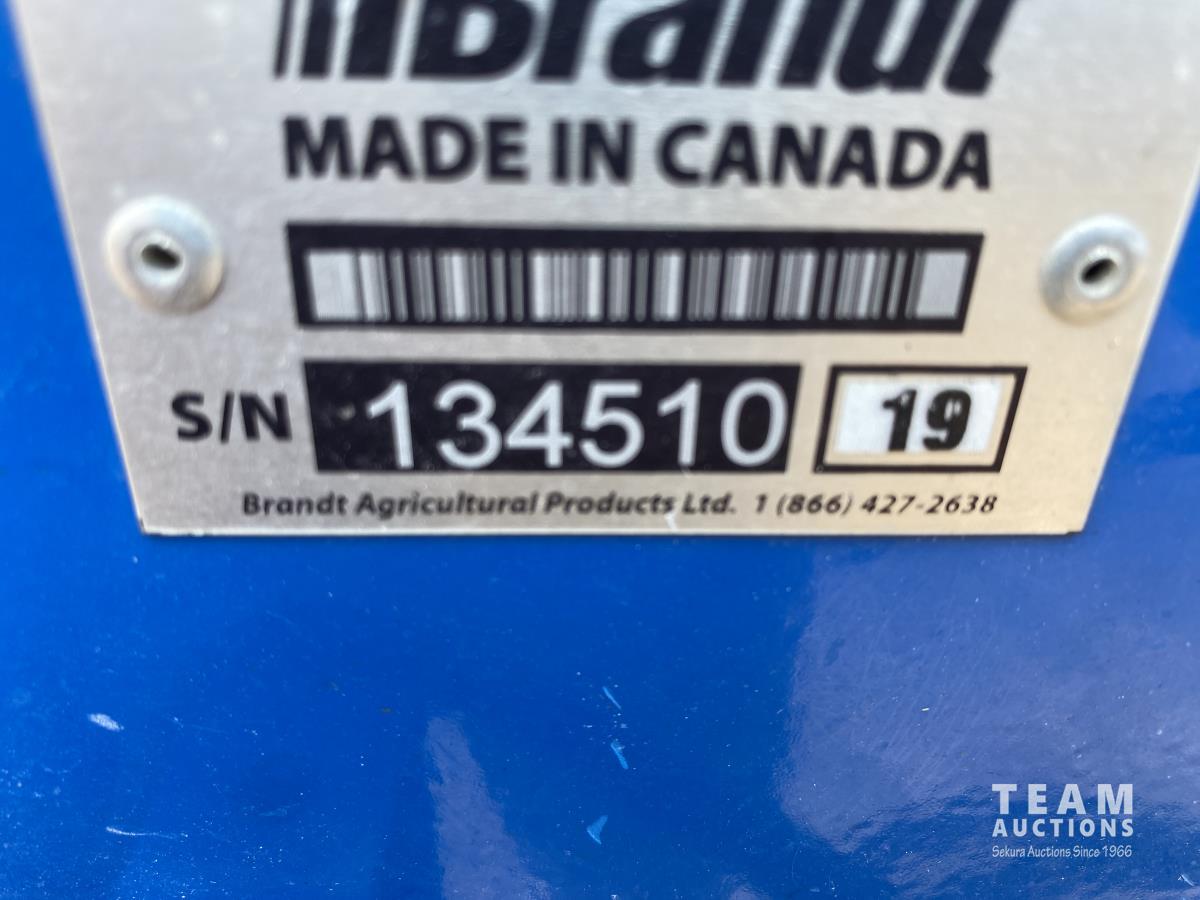 Brandt
MADE IN CANADA
S/N 134510 19
Brandt Agricultural Products Ltd. 1 (866) 427-2638
TEAM
AUCTIONS
Sekura Auctions Since 1966